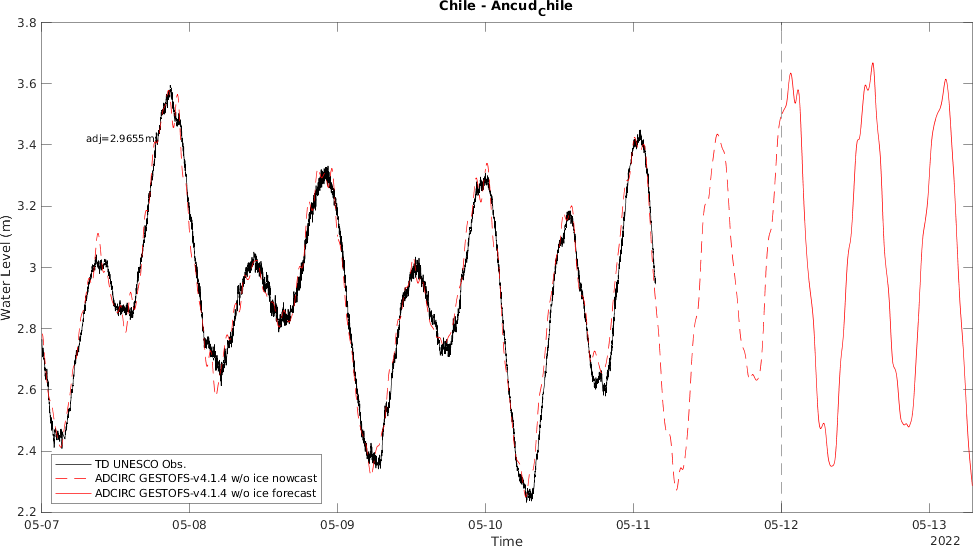 Chile - Ancud_Chile
3.8
3.6
3.4
3.2
3
2.8
2.6
2.4
2.2
Water Level (m)
adj=2.9655m
TD UNESCO Obs.
ADCIRC GESTOFS-v4.1.4 w/o ice nowcast
ADCIRC GESTOFS-v4.1.4 w/o ice forecast
05-07 05-08 05-09 05-10 05-11 05-12 05-13
Time
2022